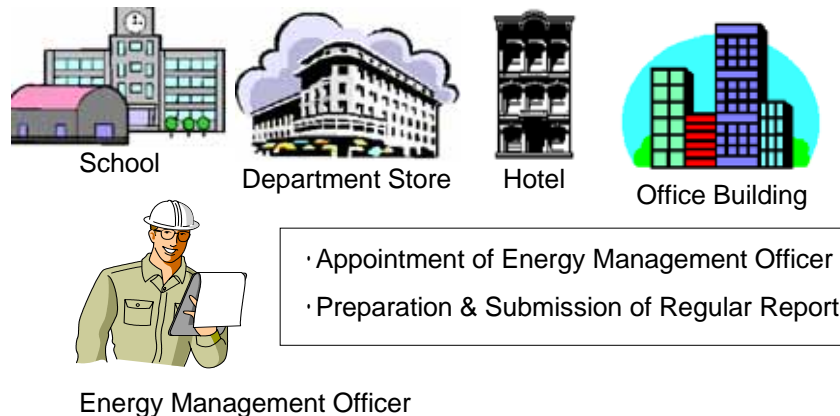 School
Department Store
Hotel
Office Building
·Appointment of Energy Management Officer
·Preparation & Submission of Regular Report
Energy Management Officer